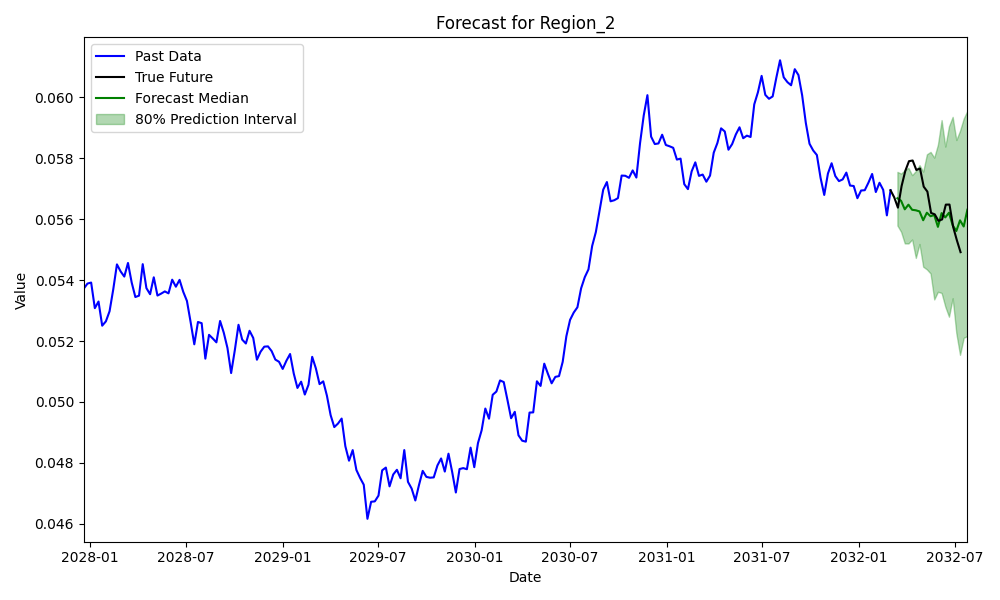 Forecast for Region_2
Past Data
True Future
Forecast Median
80% Prediction Interval
Value
0.060
0.058
0.056
0.054
0.052
0.050
0.048
0.046
2028-01 2028-07 2029-01 2029-07 2030-01 2030-07 2031-01 2031-07 2032-01 2032-07
Date